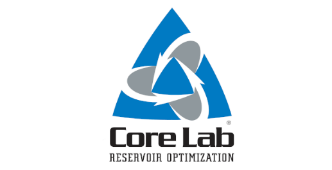 ®
Core Lab
RESERVOIR OPTIMIZATION